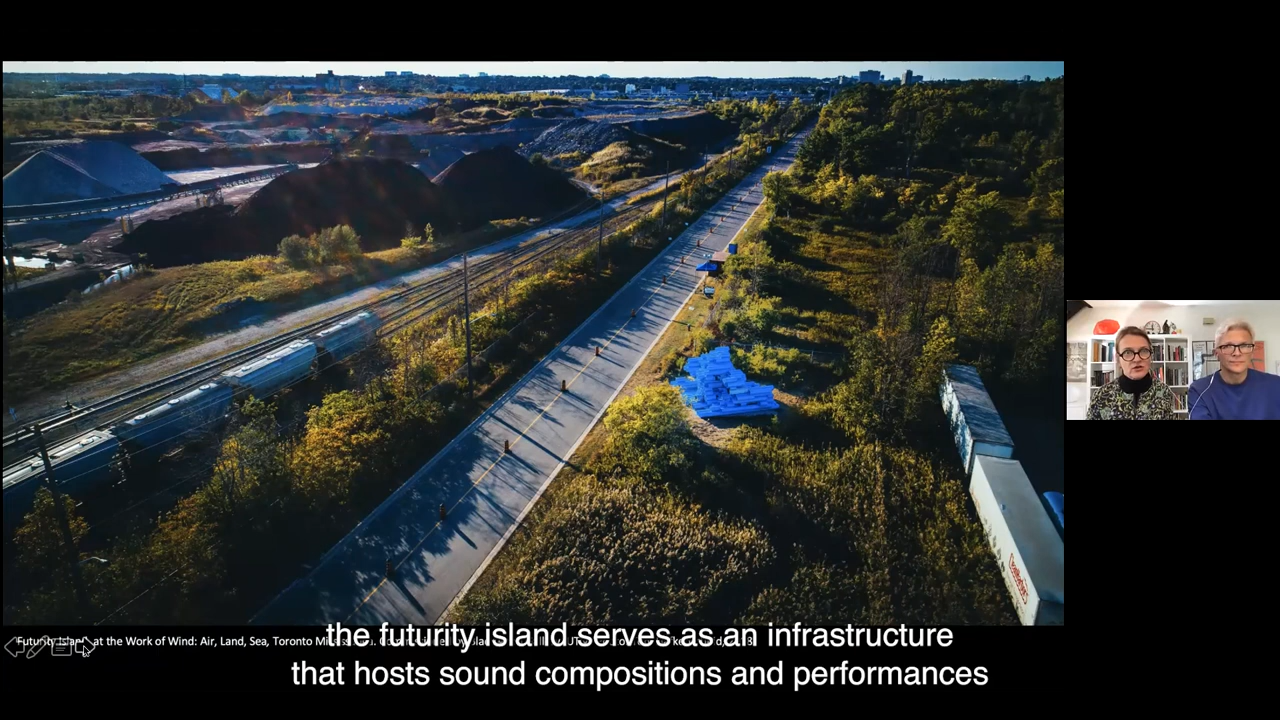 Futurity Island, at the Work of Wind: Air, Land, Sea, Toronto
the futurity island serves as an infrastructure
that hosts sound compositions and performances